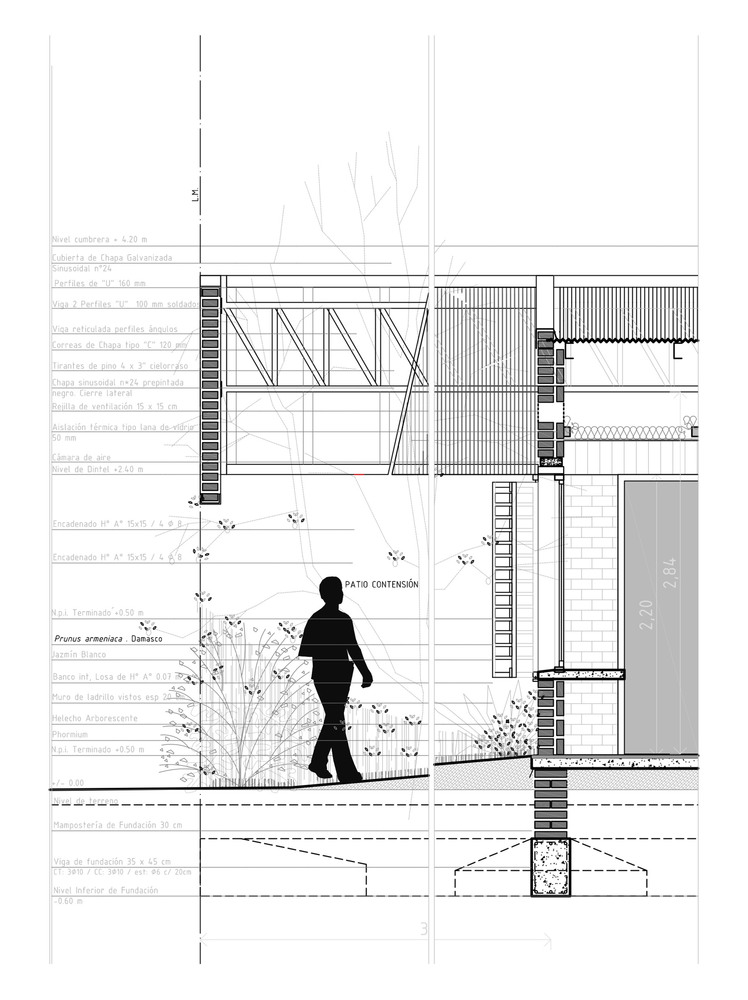 L.M.
Nivel cumbrera + 4.20 m
Cubierta de Chapa Galvanizada
Sinusoidal n°24
Perfiles de "U" 160 mm
Viga 2 Perfiles "U" 100 mm soldados
Viga reticulada perfiles ángulos
Correas de Chapa tipo "C" 120 mm
Tirantes de pino 4 x 3" cielorraso
Chapa sinusoidal n°24 prepintada
negro. Cierre lateral
Rejilla de ventilación 15 x 15 cm
Aislación térmica tipo lana de vidrio
50 mm
Cámara de aire
Nivel de Dintel +2.40 m
Encadenado H° A° 15x15 / 4 Φ 8
Encadenado H° A° 15x15 / 4 Φ 8
PATIO CONTENSIÓN
2,84
2,20
N.p.i. Terminado +0.50 m
Prunus armeniaca . Damasco
Jazmín Blanco
Banco int, Losa de H° A° 0.07 m
Muro de ladrillo vistos esp 20
Helecho Arborescente
Phormium
N.p.i. Terminado +0.50 m
+/- 0.00
Nivel de terreno
Mampostería de Fundación 30 cm
Viga de fundación 35 x 45 cm
CT: 3Φ10 / CC: 3Φ10 / est. Φ6 c/ 20cm
Nivel Inferior de Fundación
-0.60 m
3